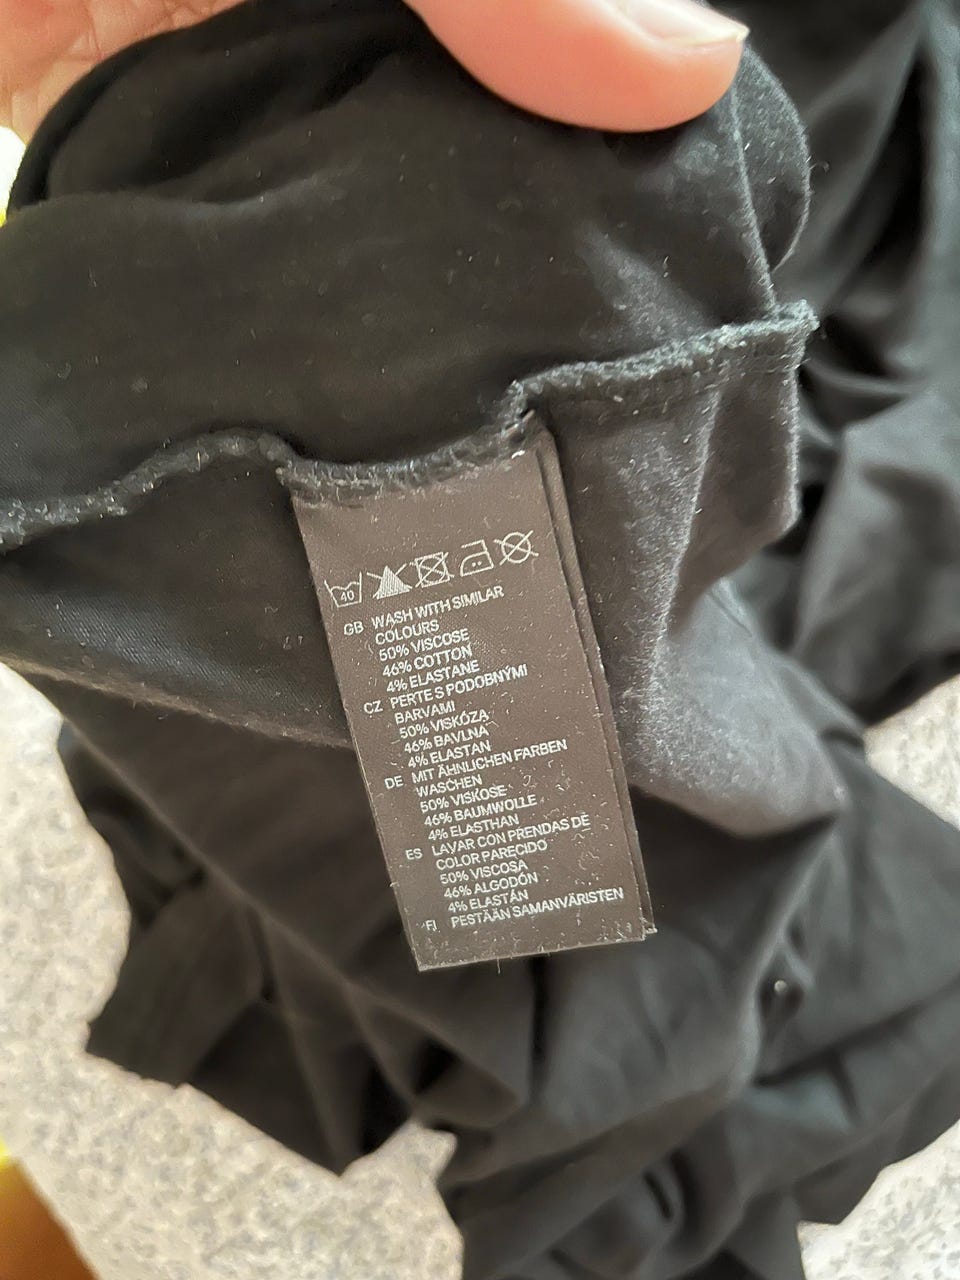 40
GB WASH WITH SIMILAR
COLOURS
50% VISCOSE
46% COTTON
4% ELASTANE
CZ PERTE S PODOBNÝMI
BARVAMI
50% VISKÓZA
46% BAVLNA
4% ELASTAN
DE MIT ÄHNLICHEN FARBEN
WASCHEN
50% VISKOSE
46% BAUMWOLLE
4% ELASTHAN
ES LAVAR CON PRENDAS DE
COLOR PARECIDO
50% VISCOSA
46% ALGODÓN
4% ELASTÁN
FI PESTÄÄN SAMANVÄRISTEN